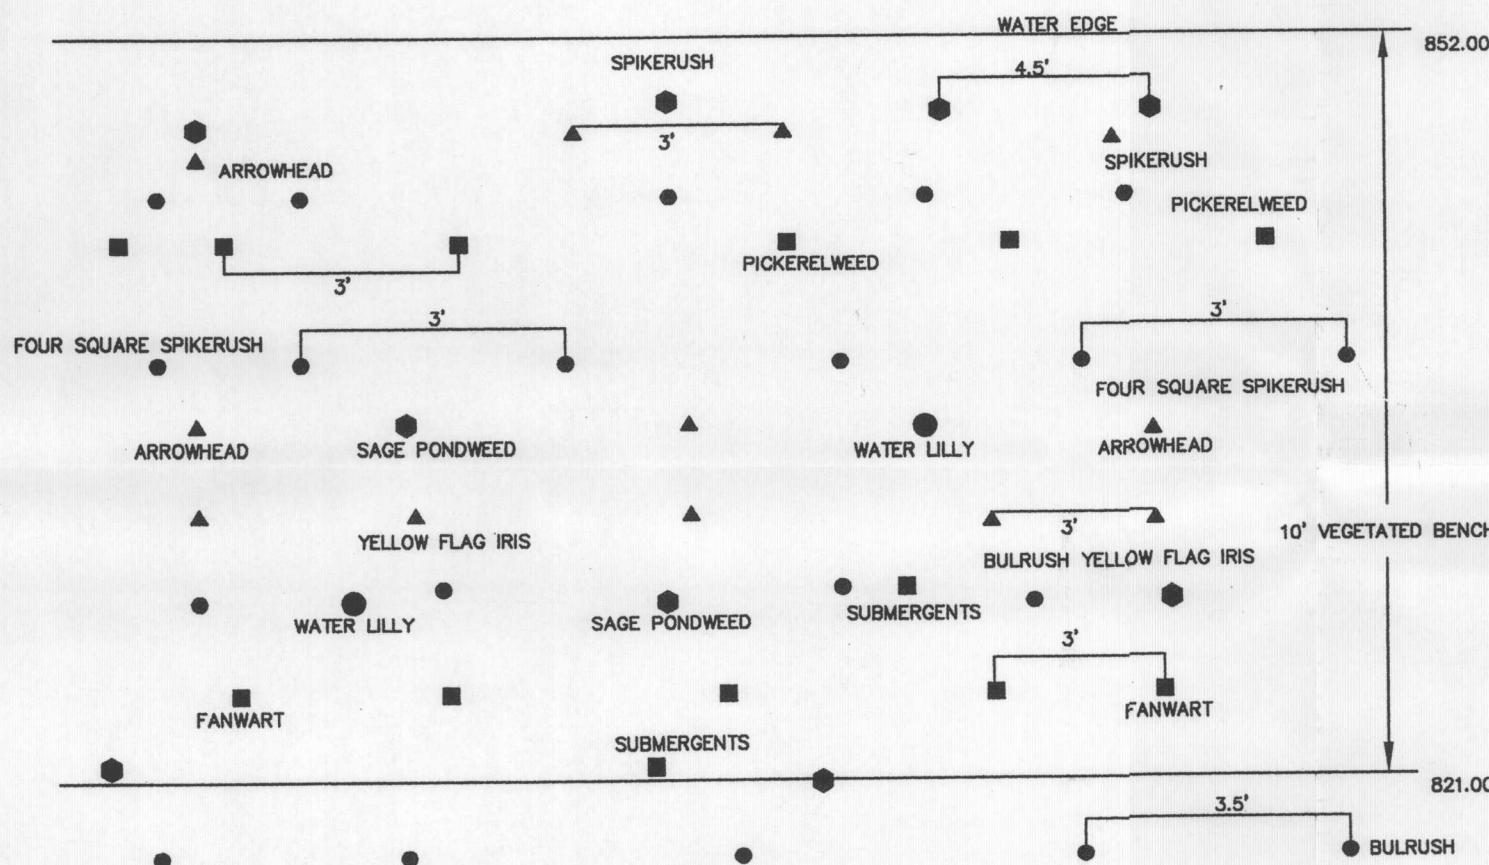 WATER EDGE
852.00
SPIKERUSH
4.5'
3'
ARROWHEAD
SPIKERUSH
PICKERELWEED
PICKERELWEED
3'
3'
3'
FOUR SQUARE SPIKERUSH
FOUR SQUARE SPIKERUSH
ARROWHEAD
SAGE PONDWEED
WATER LILLY
ARROWHEAD
3'
10' VEGETATED BENCH
YELLOW FLAG IRIS
BULRUSH YELLOW FLAG IRIS
SUBMERGENTS
WATER LILLY
SAGE PONDWEED
3'
FANWART
FANWART
SUBMERGENTS
821.00
3.5'
BULRUSH